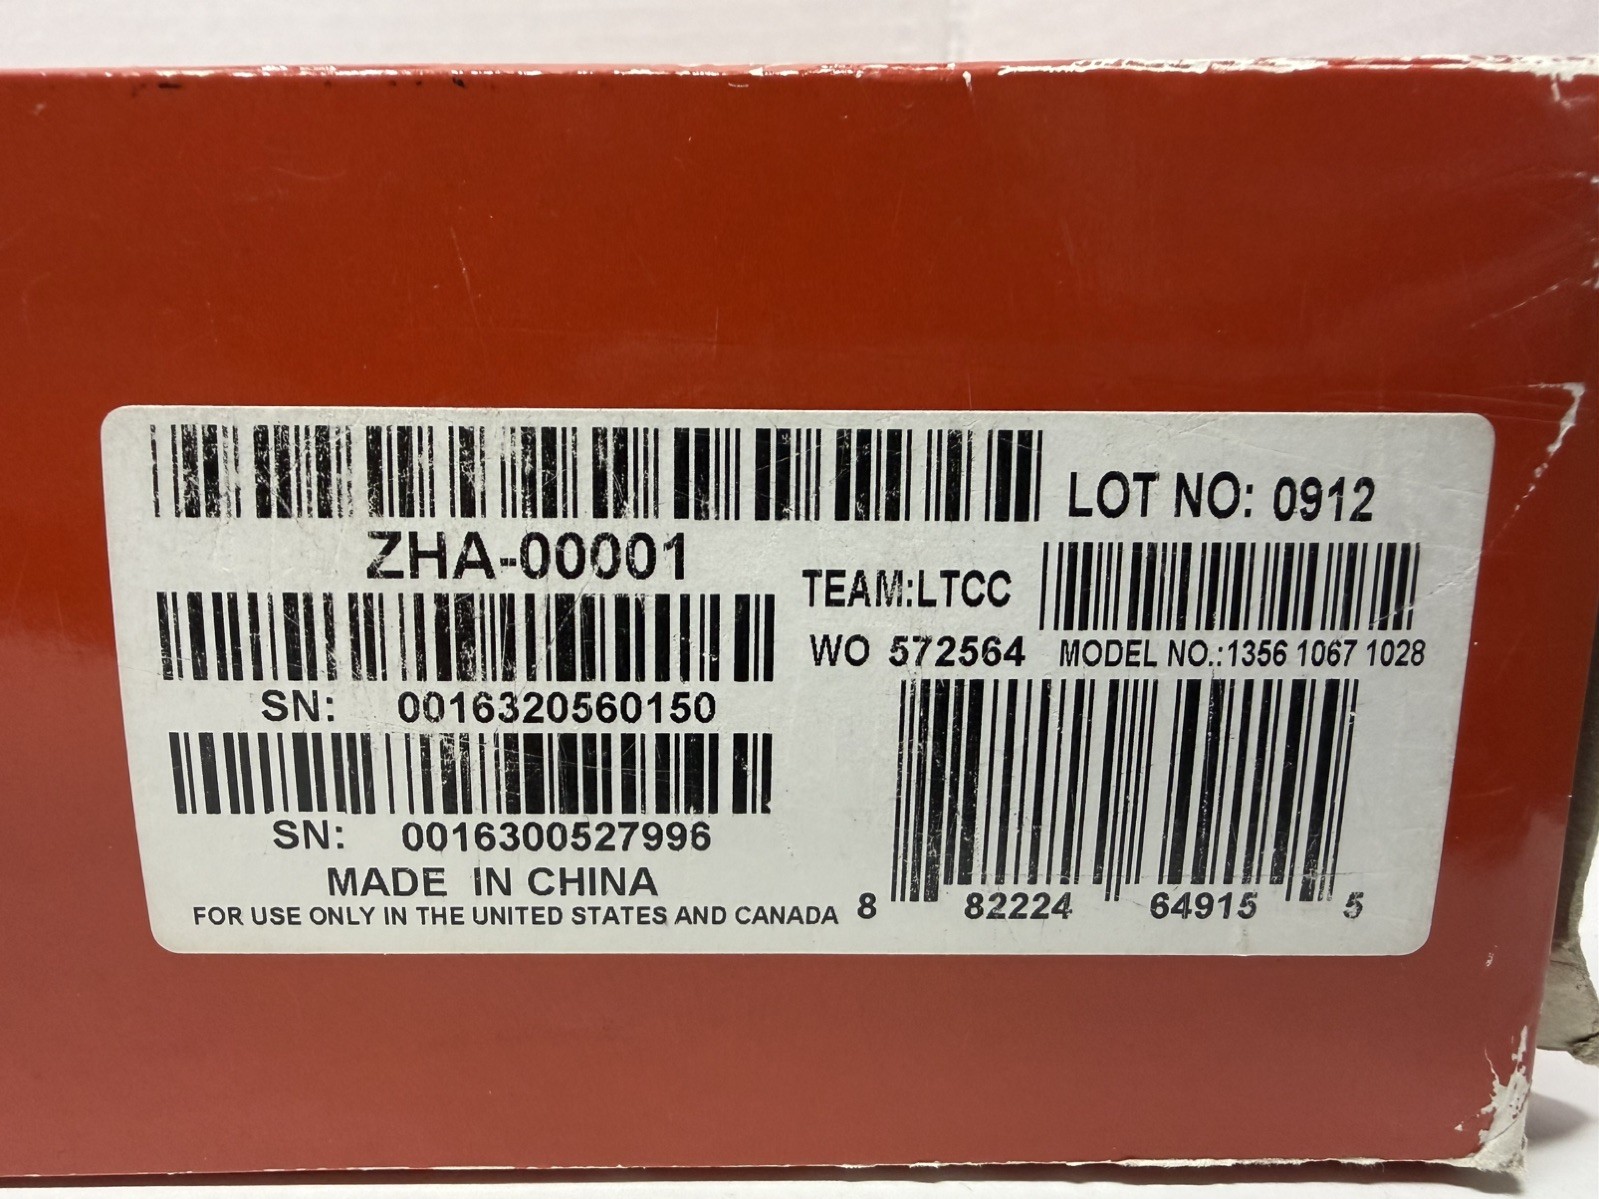 LOT NO: 0912
ZHA-00001
TEAM:LTCC
WO 572564 MODEL NO.:1356 1067 1028
SN: 0016320560150
SN: 0016300527996
MADE IN CHINA
FOR USE ONLY IN THE UNITED STATES AND CANADA
8 82224 64915 5